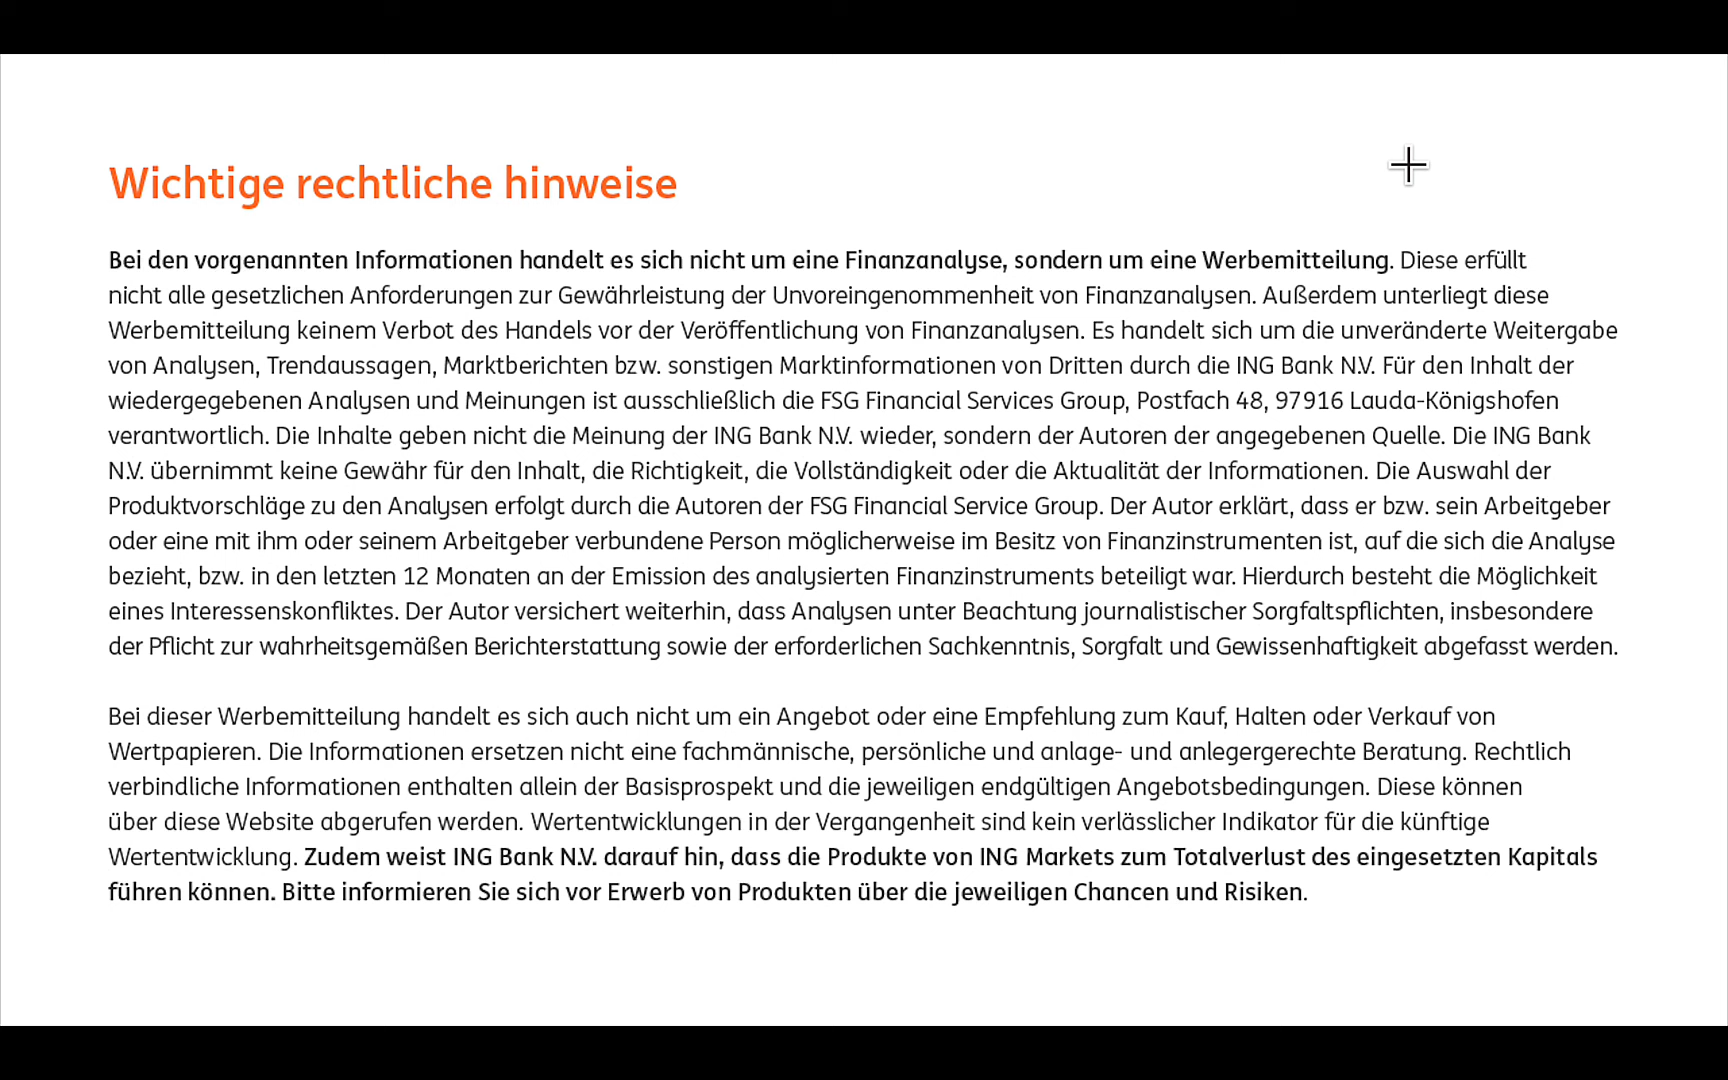 Wichtige rechtliche hinweise
Bei den vorgenannten Informationen handelt es sich nicht um eine Finanzanalyse, sondern um eine Werbemitteilung. Diese erfüllt
nicht alle gesetzlichen Anforderungen zur Gewährleistung der Unvoreingenommenheit von Finanzanalysen. Außerdem unterliegt diese
Werbemitteilung keinem Verbot des Handels vor der Veröffentlichung von Finanzanalysen. Es handelt sich um die unveränderte Weitergabe
von Analysen, Trendaussagen, Marktberichten bzw. sonstigen Marktinformationen von Dritten durch die ING Bank N.V. Für den Inhalt der
wiedergegebenen Analysen und Meinungen ist ausschließlich die FSG Financial Services Group, Postfach 48, 97916 Lauda-Königshofen
verantwortlich. Die Inhalte geben nicht die Meinung der ING Bank N.V. wieder, sondern der Autoren der angegebenen Quelle. Die ING Bank
N.V. übernimmt keine Gewähr für den Inhalt, die Richtigkeit, die Vollständigkeit oder die Aktualität der Informationen. Die Auswahl der
Produktvorschläge zu den Analysen erfolgt durch die Autoren der FSG Financial Service Group. Der Autor erklärt, dass er bzw. sein Arbeitgeber
oder eine mit ihm oder seinem Arbeitgeber verbundene Person möglicherweise im Besitz von Finanzinstrumenten ist, auf die sich die Analyse
bezieht, bzw. in den letzten 12 Monaten an der Emission des analysierten Finanzinstruments beteiligt war. Hierdurch besteht die Möglichkeit
eines Interessenskonfliktes. Der Autor versichert weiterhin, dass Analysen unter Beachtung journalistischer Sorgfaltspflichten, insbesondere
der Pflicht zur wahrheitsgemäßen Berichterstattung sowie der erforderlichen Sachkenntnis, Sorgfalt und Gewissenhaftigkeit abgefasst werden.
Bei dieser Werbemitteilung handelt es sich auch nicht um ein Angebot oder eine Empfehlung zum Kauf, Halten oder Verkauf von
Wertpapieren. Die Informationen ersetzen nicht eine fachmännische, persönliche und anlage- und anlegergerechte Beratung. Rechtlich
verbindliche Informationen enthalten allein der Basisprospekt und die jeweiligen endgültigen Angebotsbedingungen. Diese können
über diese Website abgerufen werden. Wertentwicklungen in der Vergangenheit sind kein verlässlicher Indikator für die künftige
Wertentwicklung. Zudem weist ING Bank N.V. darauf hin, dass die Produkte von ING Markets zum Totalverlust des eingesetzten Kapitals
führen können. Bitte informieren Sie sich vor Erwerb von Produkten über die jeweiligen Chancen und Risiken.